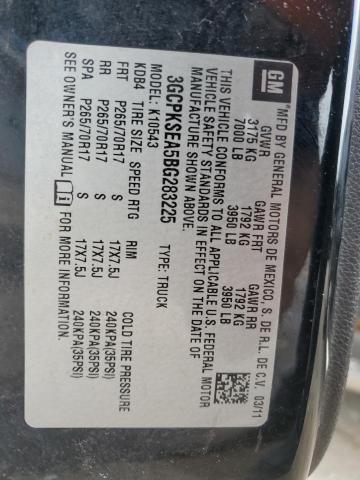 GM
MFD BY GENERAL MOTORS DE MEXICO, S. DE R.L. DE C.V. 03/11
GVWR GAWR FRT GAWR RR
3175 KG 1792 KG 1792 KG
7000 LB 3950 LB 3950 LB
THIS VEHICLE CONFORMS TO ALL APPLICABLE U.S. FEDERAL MOTOR
VEHICLE SAFETY STANDARDS IN EFFECT ON THE DATE OF
MANUFACTURE SHOWN ABOVE.
3GCPKSEA5BG283225 TYPE: TRUCK
MODEL: K10543
KDB4 TIRE SIZE SPEED RTG RIM COLD TIRE PRESSURE
FRT P265/70R17 S 17X7.5J 240KPA(35PSI)
RR P265/70R17 S 17X7.5J 240KPA(35PSI)
SPA P265/70R17 S 17X7.5J 240KPA(35PSI)
SEE OWNER'S MANUAL